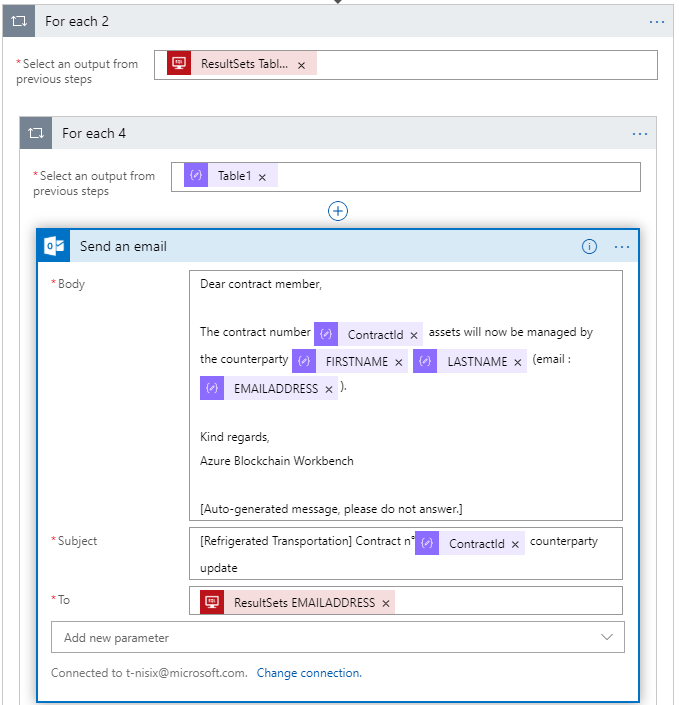 For each 2
...
*Select an output from
previous steps
SQL ResultSets Tabl... ×
For each 4
...
*Select an output from
previous steps
Table1 ×
Send an email
...
*Body
Dear contract member,
The contract number ContractId × assets will now be managed by
the counterparty FIRSTNAME × LASTNAME × (email :
EMAILADDRESS × ).
Kind regards,
Azure Blockchain Workbench
[Auto-generated message, please do not answer.]
*Subject
[Refrigerated Transportation] Contract n° ContractId × counterparty
update
*To
SQL ResultSets EMAILADDRESS ×
Add new parameter
Connected to t-nisix@microsoft.com. Change connection.